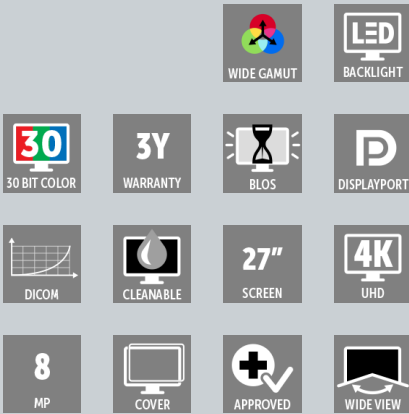 WIDE GAMUT
LED
BACKLIGHT
30
30 BIT COLOR
3Y
WARRANTY
BLOS
DISPLAYPORT
DICOM
CLEANABLE
27”
SCREEN
4K
UHD
8
MP
COVER
APPROVED
WIDE VIEW